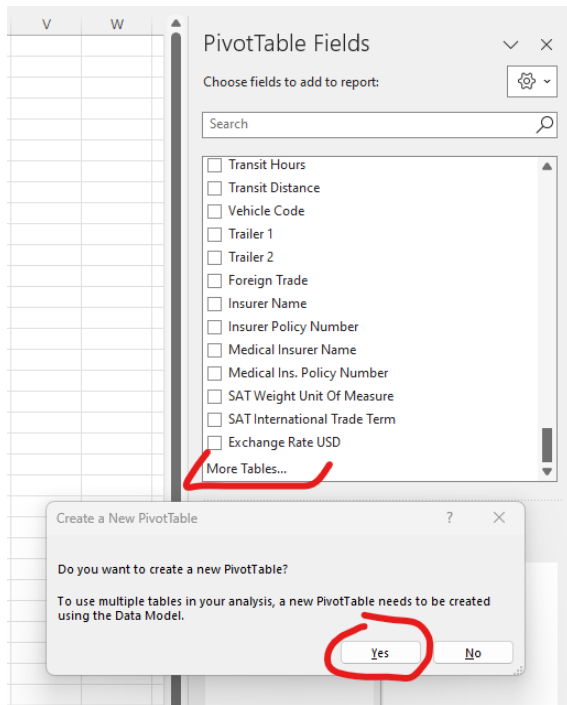 V W
PivotTable Fields
Choose fields to add to report:
Search
Transit Hours
Transit Distance
Vehicle Code
Trailer 1
Trailer 2
Foreign Trade
Insurer Name
Insurer Policy Number
Medical Insurer Name
Medical Ins. Policy Number
SAT Weight Unit Of Measure
SAT International Trade Term
Exchange Rate USD
More Tables...
Create a New PivotTable ?
Do you want to create a new PivotTable?
To use multiple tables in your analysis, a new PivotTable needs to be created
using the Data Model.
Yes No